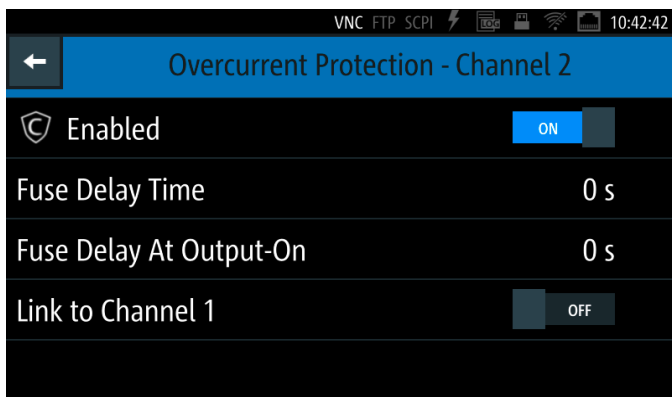 VNC FTP SCPI LOG 10:42:42
Overcurrent Protection - Channel 2
C Enabled ON
Fuse Delay Time 0 s
Fuse Delay At Output-On 0 s
Link to Channel 1 OFF